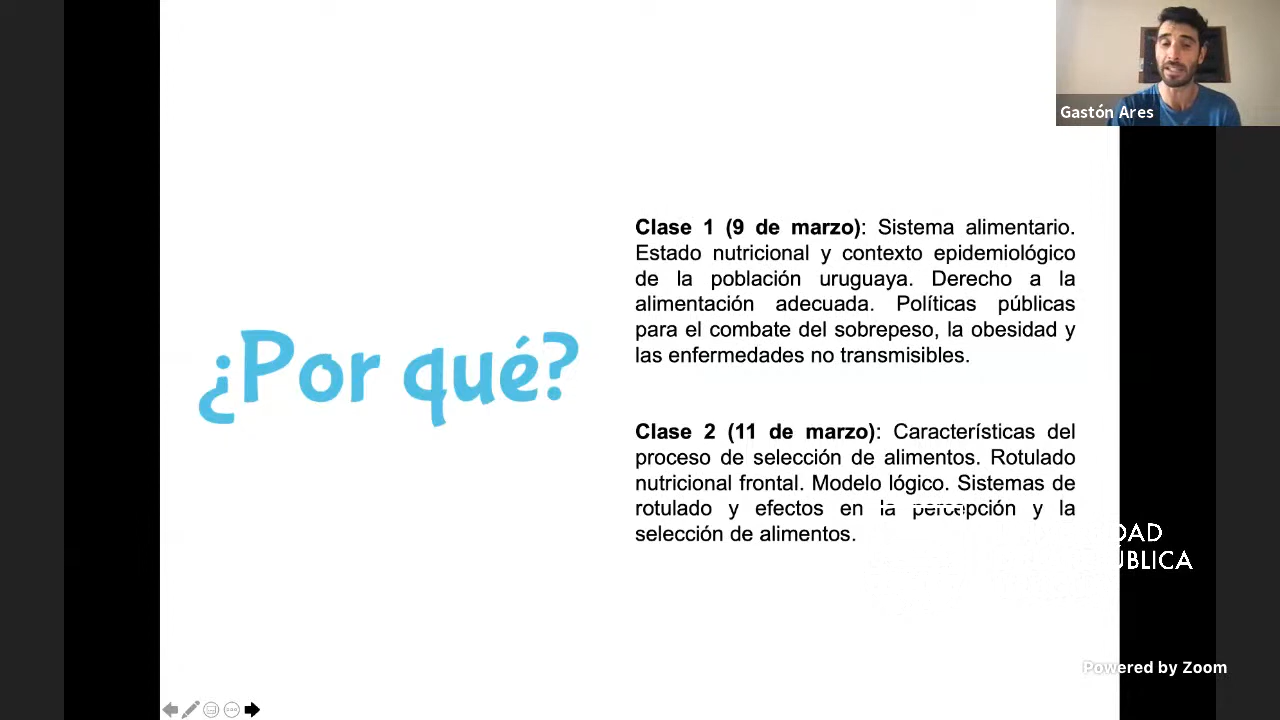 Gastón Ares
¿Por qué?
Clase 1 (9 de marzo): Sistema alimentario.
Estado nutricional y contexto epidemiológico
de la población uruguaya. Derecho a la
alimentación adecuada. Políticas públicas
para el combate del sobrepeso, la obesidad y
las enfermedades no transmisibles.
Clase 2 (11 de marzo): Características del
proceso de selección de alimentos. Rotulado
nutricional frontal. Modelo lógico. Sistemas de
rotulado y efectos en la percepción y la
selección de alimentos.
Powered by Zoom